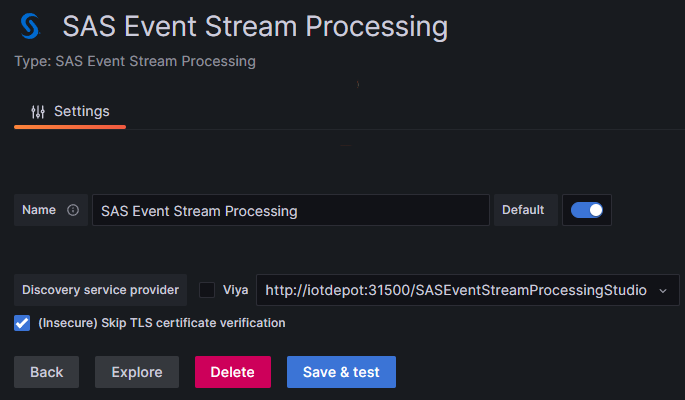 SAS Event Stream Processing
Type: SAS Event Stream Processing
Settings
Name SAS Event Stream Processing Default
Discovery service provider Viya http://iotdepot:31500/SASEventStreamProcessingStudio
(Insecure) Skip TLS certificate verification
Back Explore Delete Save & test